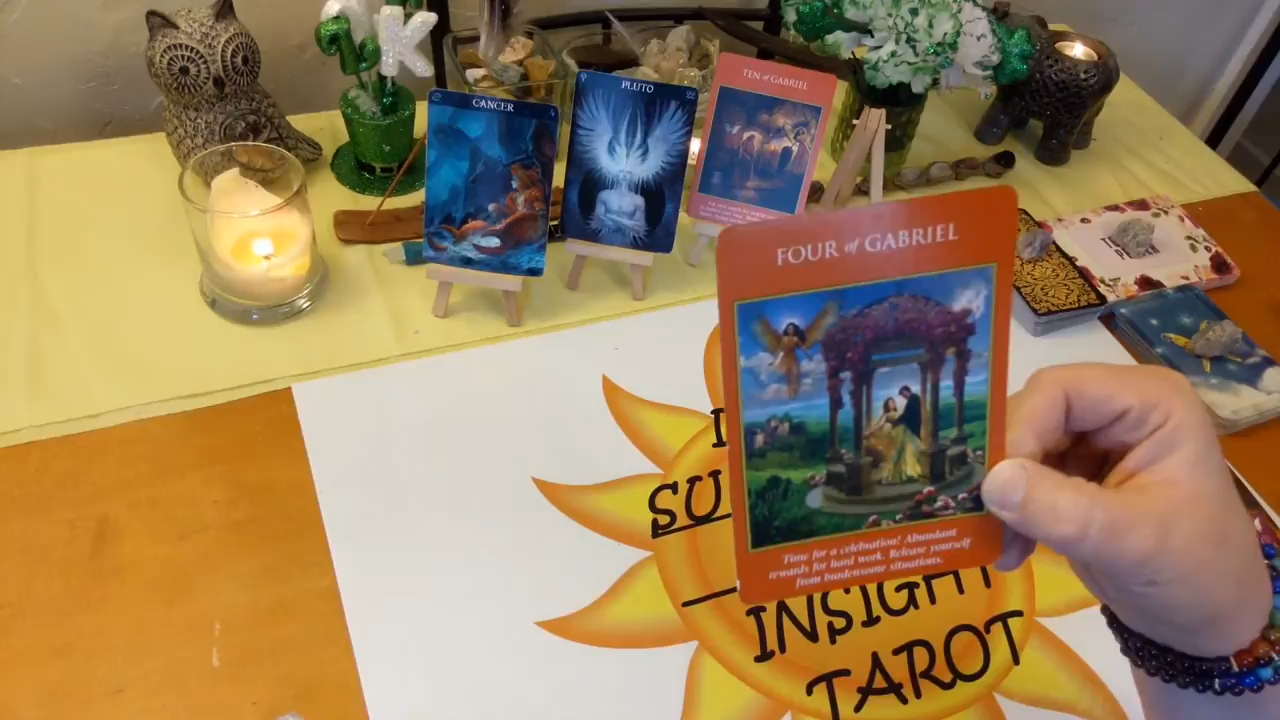 K
CANCER
PLUTO
TEN of GABRIEL
FOUR of GABRIEL
Time for a celebration! Abundant
rewards for hard work. Release yourself
from burdensome situations.
INSIGHT
TAROT